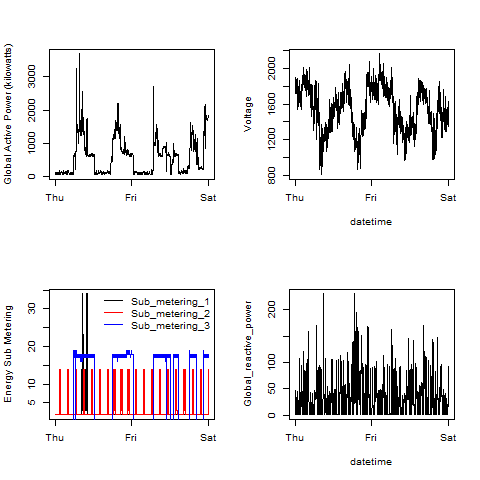 Global Active Power (kilowatts)
0
1000
2000
3000
Thu
Fri
Sat
Voltage
800
1200
1600
2000
Thu
Fri
Sat
datetime
Energy Sub Metering
5
10
20
35
Sub_metering_1
Sub_metering_2
Sub_metering_3
Thu
Fri
Sat
Global_reactive_power
0
50
100
200
Thu
Fri
Sat
datetime